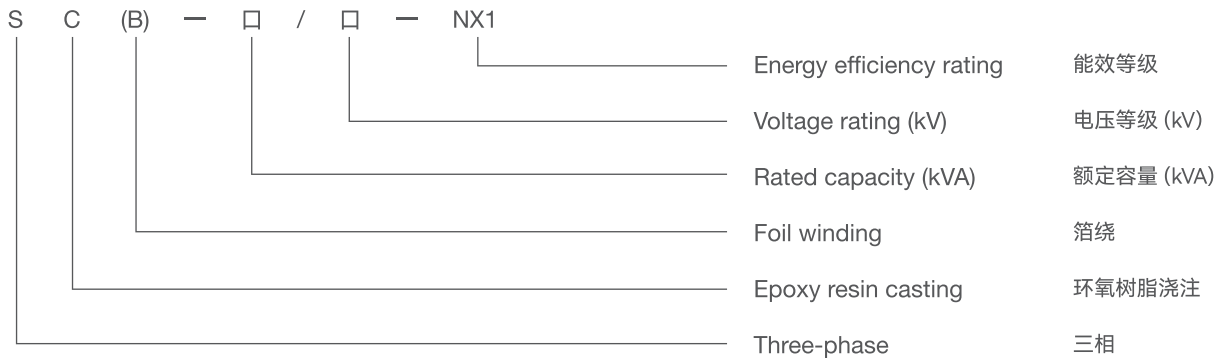 S C (B) — 口 / 口 — NX1
Energy efficiency rating 能效等级
Voltage rating (kV) 电压等级 (kV)
Rated capacity (kVA) 额定容量 (kVA)
Foil winding 箔绕
Epoxy resin casting 环氧树脂浇注
Three-phase 三相